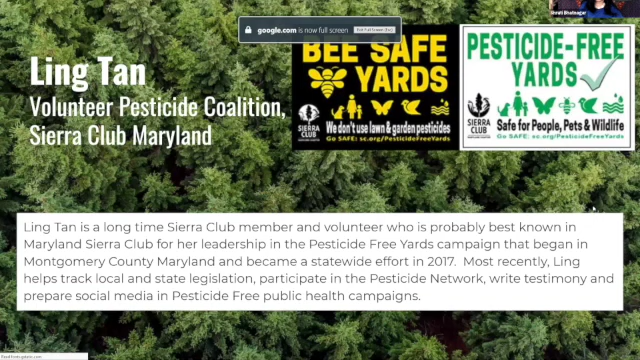 Shruti Bhatnagar
google.com is now full screen
Ling Tan
Volunteer Pesticide Coalition,
Sierra Club Maryland
BEE SAFE
YARDS
SIERRA
CLUB
We don't use lawn & garden pesticides
Go SAFE: sc.org/PesticideFreeYards
PESTICIDE-FREE
YARDS
SIERRA
CLUB
Safe for People, Pets & Wildlife
Go SAFE: sc.org/PesticideFreeYards
Ling Tan is a long time Sierra Club member and volunteer who is probably best known in
Maryland Sierra Club for her leadership in the Pesticide Free Yards campaign that began in
Montgomery County Maryland and became a statewide effort in 2017.  Most recently, Ling
helps track local and state legislation, participate in the Pesticide Network, write testimony and
prepare social media in Pesticide Free public health campaigns.